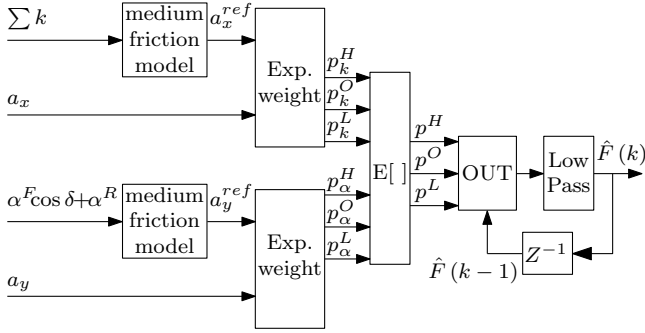 ∑ k
medium
friction
model
a_x^{ref}
a_x
Exp.
weight
p_k^H
p_k^O
p_k^L
α^F cos δ+α^R
medium
friction
model
a_y^{ref}
a_y
Exp.
weight
p_α^H
p_α^O
p_α^L
E[ ]
p^H
p^O
p^L
OUT
Low
Pass
F̂ (k)
Z^{-1}
F̂ (k − 1)